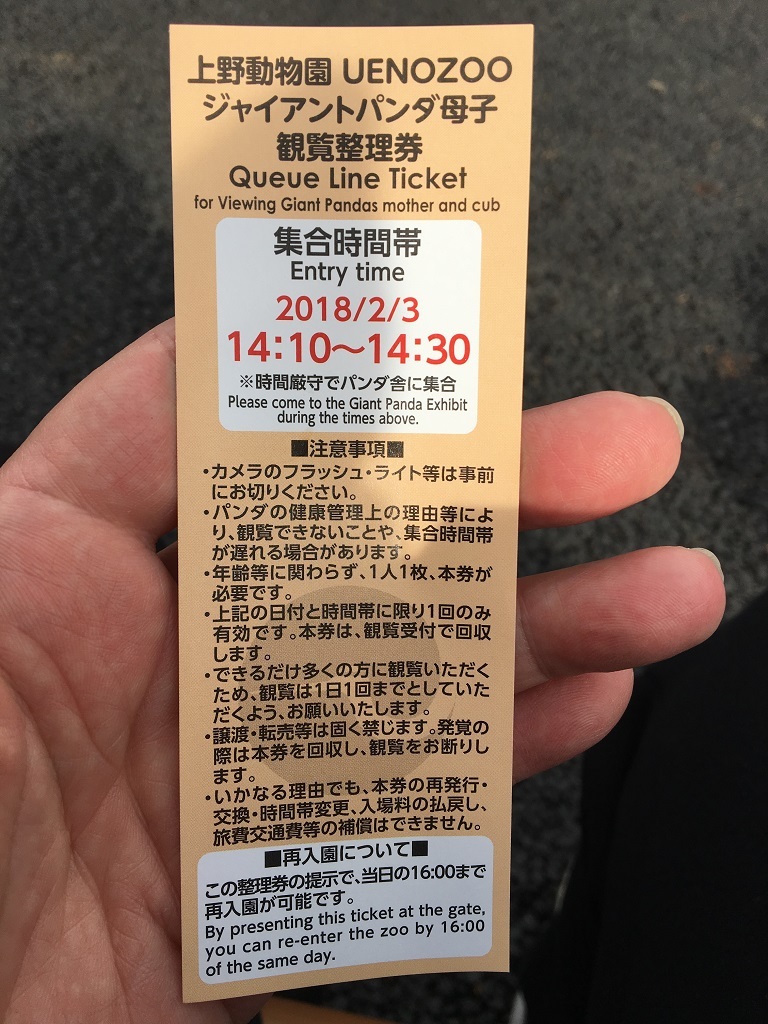 上野動物園 UENOZOO
ジャイアントパンダ母子
観覧整理券
Queue Line Ticket
for Viewing Giant Pandas mother and cub
集合時間帯
Entry time
2018/2/3
14:10〜14:30
※時間厳守でパンダ舎に集合
Please come to the Giant Panda Exhibit
during the times above.
■注意事項■
・カメラのフラッシュ・ライト等は事前
にお切りください。
・パンダの健康管理上の理由等によ
り、観覧できないことや、集合時間帯
が遅れる場合があります。
・年齢等に関わらず、1人1枚、本券が
必要です。
・上記の日付と時間帯に限り1回のみ
有効です。本券は、観覧受付で回収
します。
・できるだけ多くの方に観覧いただく
ため、観覧は1日1回までとしていた
だくよう、お願いいたします。
・譲渡・転売等は固く禁じます。発覚の
際は本券を回収し、観覧をお断りし
ます。
・いかなる理由でも、本券の再発行・
交換・時間帯変更、入場料の払戻し、
旅費交通費等の補償はできません。
■再入園について■
この整理券の提示で、当日の16:00まで
再入園が可能です。
By presenting this ticket at the gate,
you can re-enter the zoo by 16:00
of the same day.